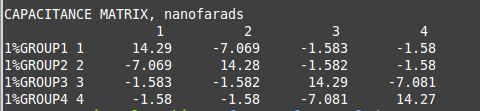 CAPACITANCE MATRIX, nanofarads
1 2 3 4
1%GROUP1 1 14.29 -7.069 -1.583 -1.58
1%GROUP2 2 -7.069 14.28 -1.582 -1.58
1%GROUP3 3 -1.583 -1.582 14.29 -7.081
1%GROUP4 4 -1.58 -1.58 -7.081 14.27